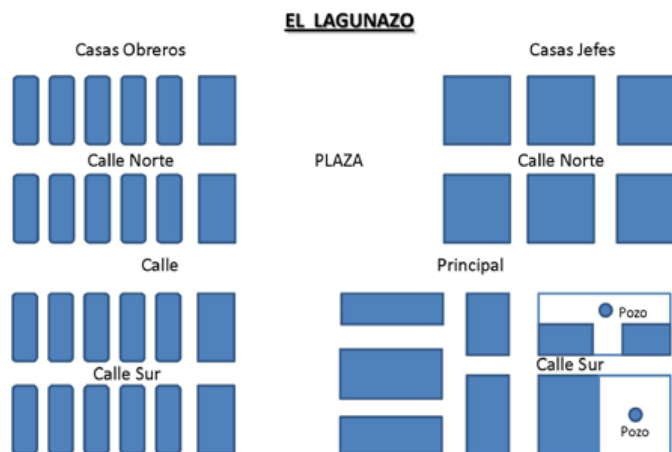 EL LAGUNAZO
Casas Obreros
Casas Jefes
Calle Norte
PLAZA
Calle Norte
Calle
Principal
Pozo
Calle Sur
Calle Sur
Pozo